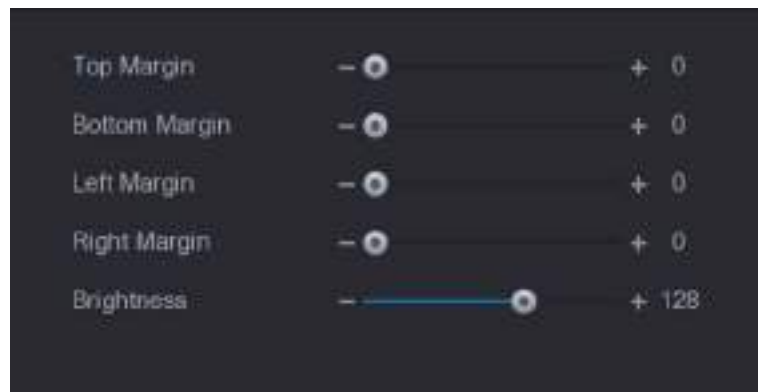 Top Margin - + 0
Bottom Margin - + 0
Left Margin - + 0
Right Margin - + 0
Brightness - + 128